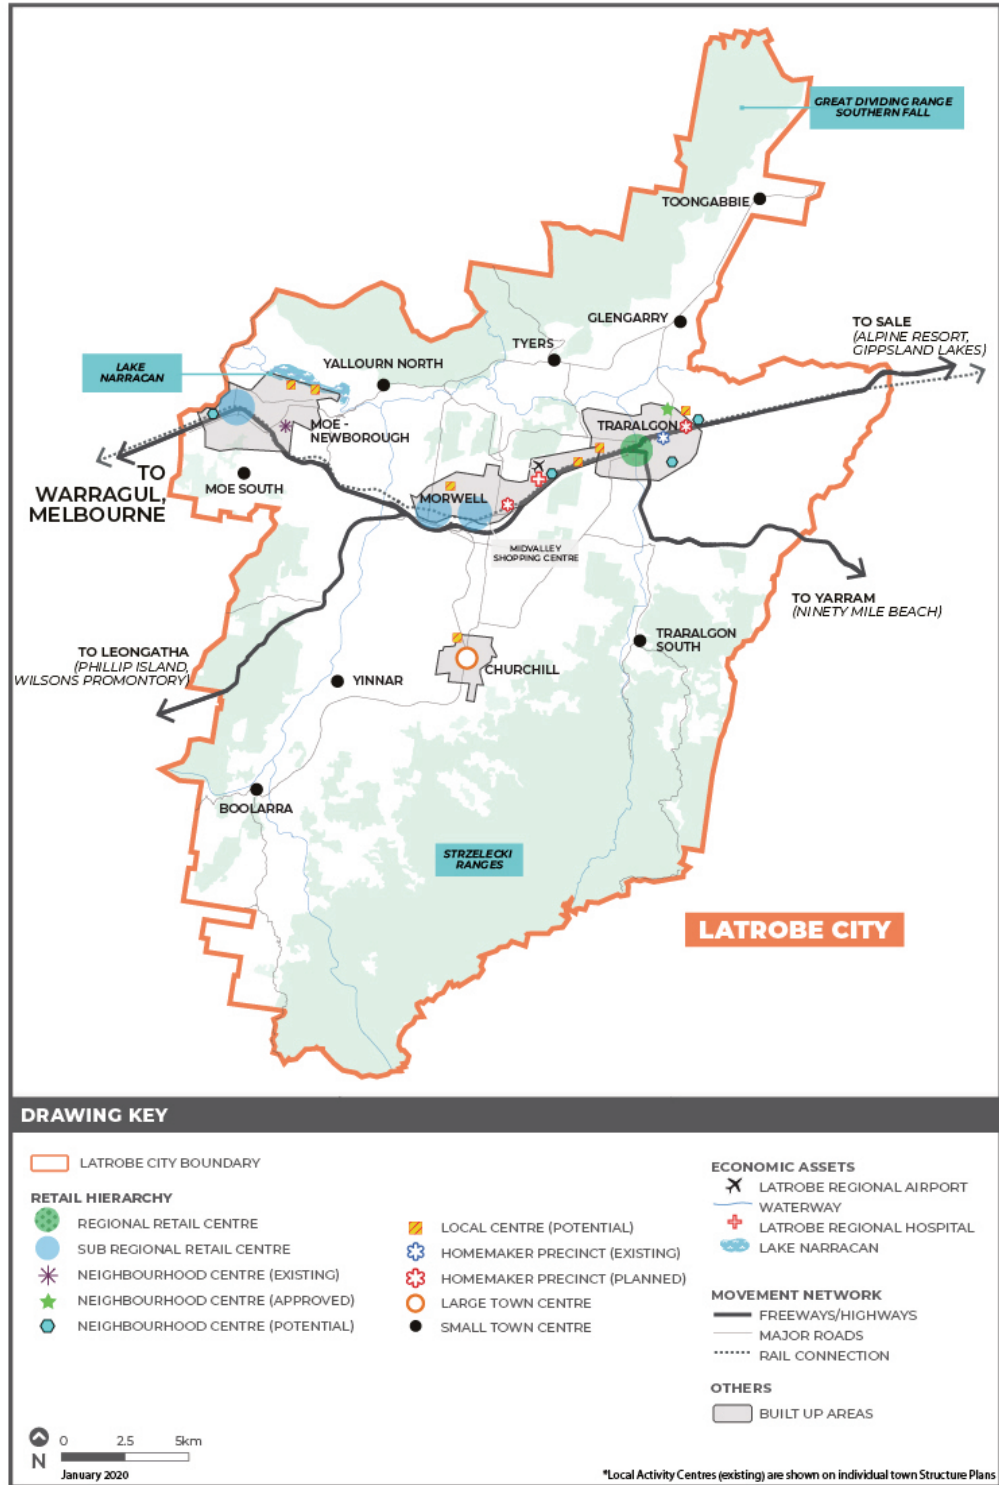 GREAT DIVIDING RANGE
SOUTHERN FALL
TOONGABBIE
GLENGARRY
TO SALE
(ALPINE RESORT,
GIPPSLAND LAKES)
TYERS
LAKE
NARRACAN
YALLOURN NORTH
MOE -
NEWBOROUGH
TRARALGON
TO
WARRAGUL,
MELBOURNE
MOE SOUTH
MORWELL
MIDVALLEY
SHOPPING CENTRE
TO YARRAM
(NINETY MILE BEACH)
TO LEONGATHA
(PHILLIP ISLAND,
WILSONS PROMONTORY)
TRARALGON
SOUTH
YINNAR
CHURCHILL
BOOLARRA
STRZELECKI
RANGES
LATROBE CITY
DRAWING KEY
LATROBE CITY BOUNDARY
RETAIL HIERARCHY
REGIONAL RETAIL CENTRE
SUB REGIONAL RETAIL CENTRE
NEIGHBOURHOOD CENTRE (EXISTING)
NEIGHBOURHOOD CENTRE (APPROVED)
NEIGHBOURHOOD CENTRE (POTENTIAL)
LOCAL CENTRE (POTENTIAL)
HOMEMAKER PRECINCT (EXISTING)
HOMEMAKER PRECINCT (PLANNED)
LARGE TOWN CENTRE
SMALL TOWN CENTRE
ECONOMIC ASSETS
LATROBE REGIONAL AIRPORT
WATERWAY
LATROBE REGIONAL HOSPITAL
LAKE NARRACAN
MOVEMENT NETWORK
FREEWAYS/HIGHWAYS
MAJOR ROADS
RAIL CONNECTION
OTHERS
BUILT UP AREAS
0 2.5 5km
N
January 2020
*Local Activity Centres (existing) are shown on individual town Structure Plans